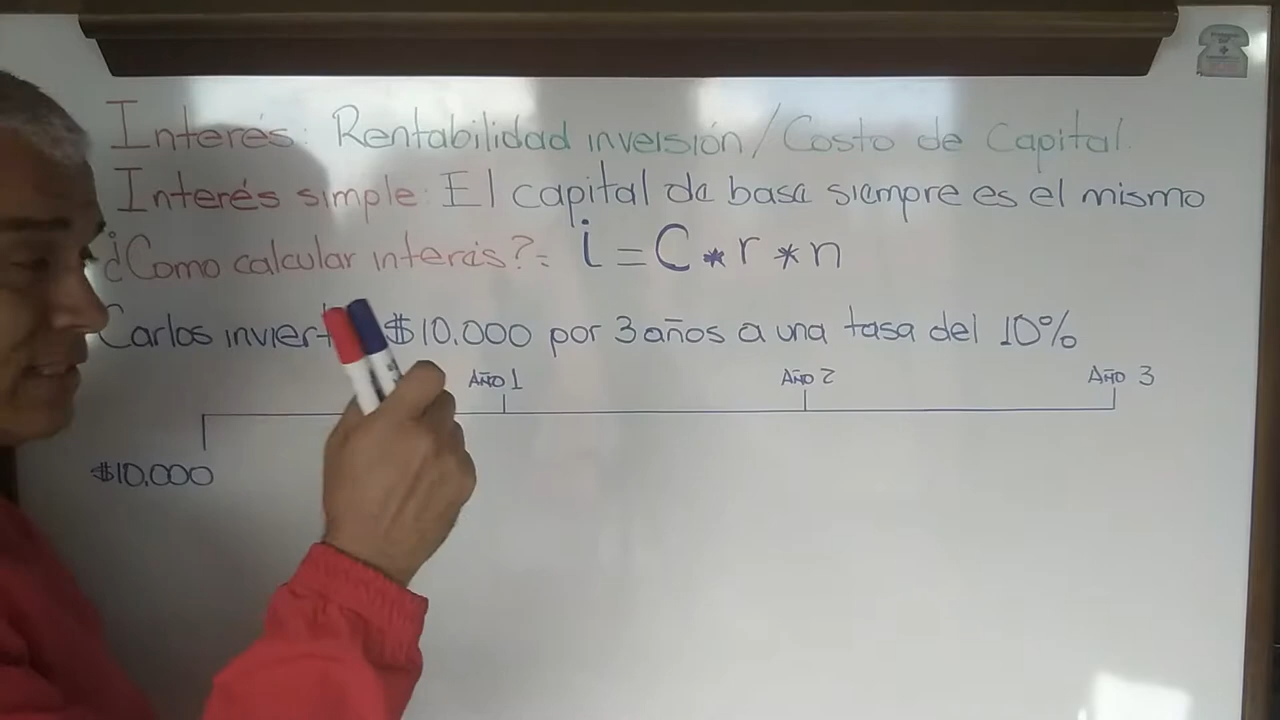 Interés: Rentabilidad inversión/Costo de Capital.
Interés simple: El capital de base siempre es el mismo
¿Como calcular interés?= i = C * r * n
Carlos $10.000 por 3 años a una tasa del 10%
AÑO 1 AÑO 2 AÑO 3
$10.000